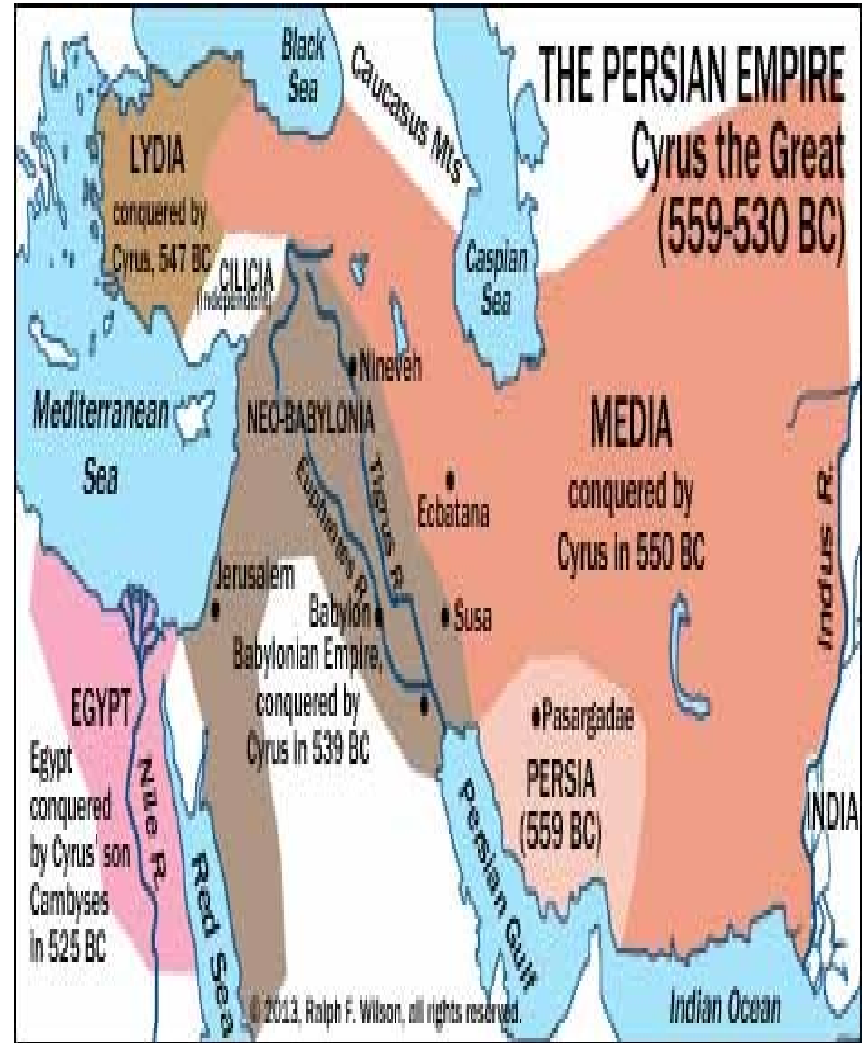 THE PERSIAN EMPIRE
Cyrus the Great
(559-530 BC)
Black
Sea
Caucasus Mts
LYDIA
conquered by
Cyrus, 547 BC
CILICIA
(independent)
Caspian
Sea
Nineveh
Mediterranean
Sea
NEO-BABYLONIA
MEDIA
conquered by
Cyrus in 550 BC
Ecbatana
Euphrates R.
Tigrus R.
Indus R.
Jerusalem
Babylon
Susa
Babylonian Empire,
conquered by
Cyrus in 539 BC
Pasargadae
PERSIA
(559 BC)
EGYPT
Egypt
conquered
by Cyrus' son
Cambyses
in 525 BC
Nile R.
Red Sea
Persian Gulf
INDIA
Indian Ocean
© 2013, Ralph F. Wilson, all rights reserved.